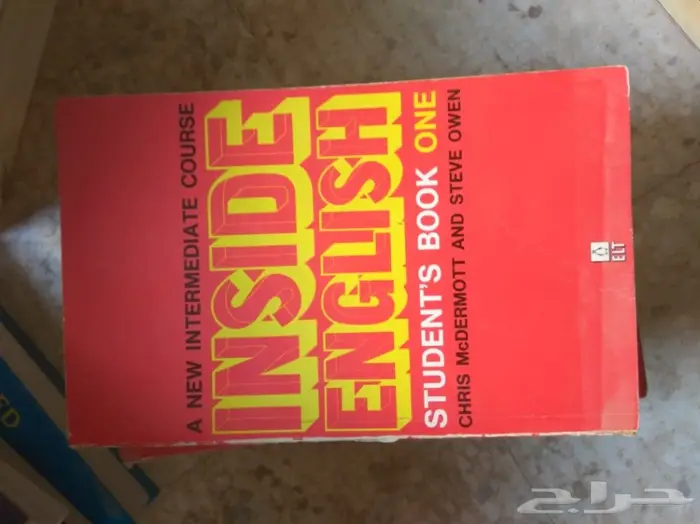 A NEW INTERMEDIATE COURSE
INSIDE
ENGLISH
STUDENT'S BOOK ONE
CHRIS McDERMOTT AND STEVE OWEN
ELT
حراج